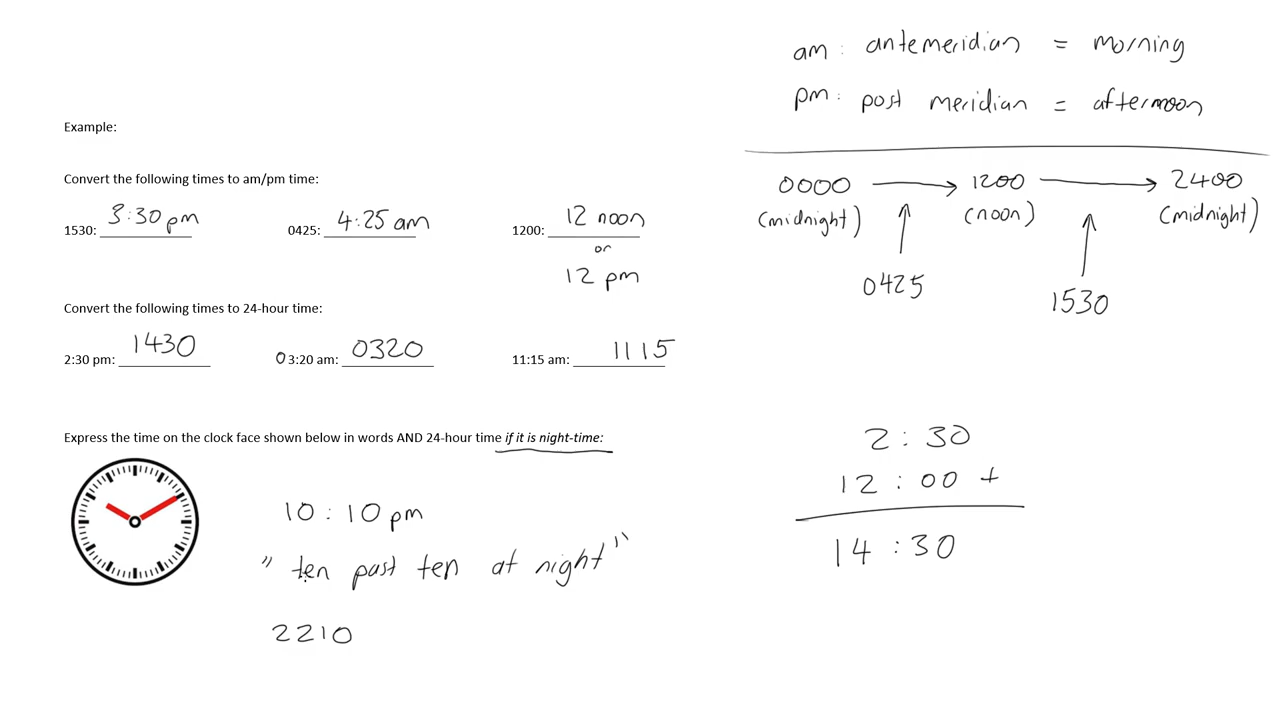 am : antemeridian = morning
pm : post meridian = afternoon
Example:
Convert the following times to am/pm time:
1530: 3:30 pm 0425: 4:25 am 1200: 12 noon
or
12 pm
0000 → 1200 → 2400
(midnight) (noon) (midnight)
0425 1530
Convert the following times to 24-hour time:
2:30 pm: 1430 03:20 am: 0320 11:15 am: 1115
Express the time on the clock face shown below in words AND 24-hour time if it is night-time:
10:10 pm
"ten past ten at night"
2210
2:30
12:00 +
14:30